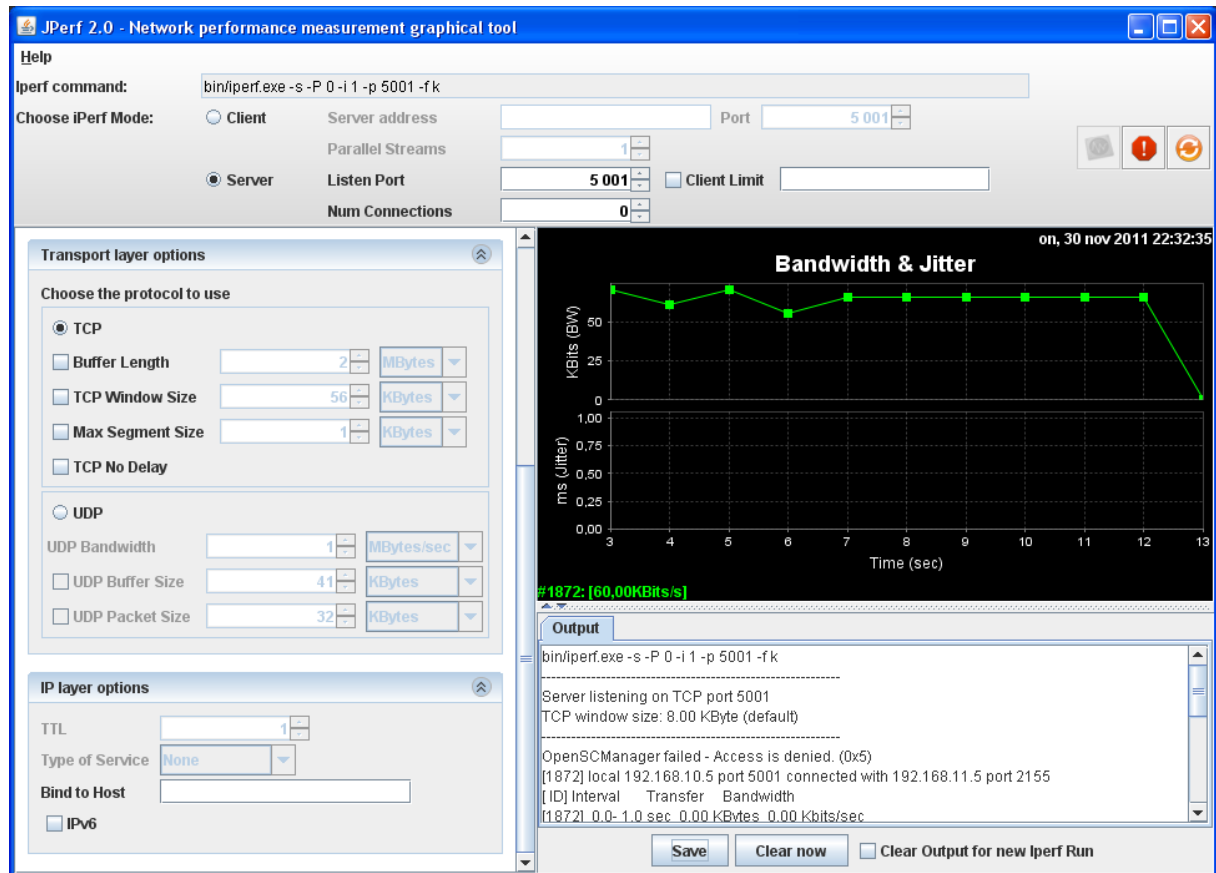 JPerf 2.0 - Network performance measurement graphical tool
Help
Iperf command: bin/iperf.exe -s -P 0 -i 1 -p 5001 -f k
Choose iPerf Mode: Client Server address Port 5 001
Parallel Streams 1
Server Listen Port 5 001 Client Limit
Num Connections 0
Transport layer options
Choose the protocol to use
TCP
Buffer Length 2 MBytes
TCP Window Size 56 KBytes
Max Segment Size 1 KBytes
TCP No Delay
UDP
UDP Bandwidth 1 MBytes/sec
UDP Buffer Size 41 KBytes
UDP Packet Size 32 KBytes
IP layer options
TTL 1
Type of Service None
Bind to Host
IPv6
on, 30 nov 2011 22:32:35
Bandwidth & Jitter
KBits (BW)
50
25
0
ms (Jitter)
1,00
0,75
0,50
0,25
0,00
3 4 5 6 7 8 9 10 11 12 13
Time (sec)
#1872: [60,00KBits/s]
Output
bin/iperf.exe -s -P 0 -i 1 -p 5001 -f k
------------------------------------------------------------
Server listening on TCP port 5001
TCP window size: 8.00 KByte (default)
------------------------------------------------------------
OpenSCManager failed - Access is denied. (0x5)
[1872] local 192.168.10.5 port 5001 connected with 192.168.11.5 port 2155
[ ID] Interval Transfer Bandwidth
[1872] 0.0- 1.0 sec 0.00 KBytes 0.00 Kbits/sec
Save Clear now Clear Output for new Iperf Run